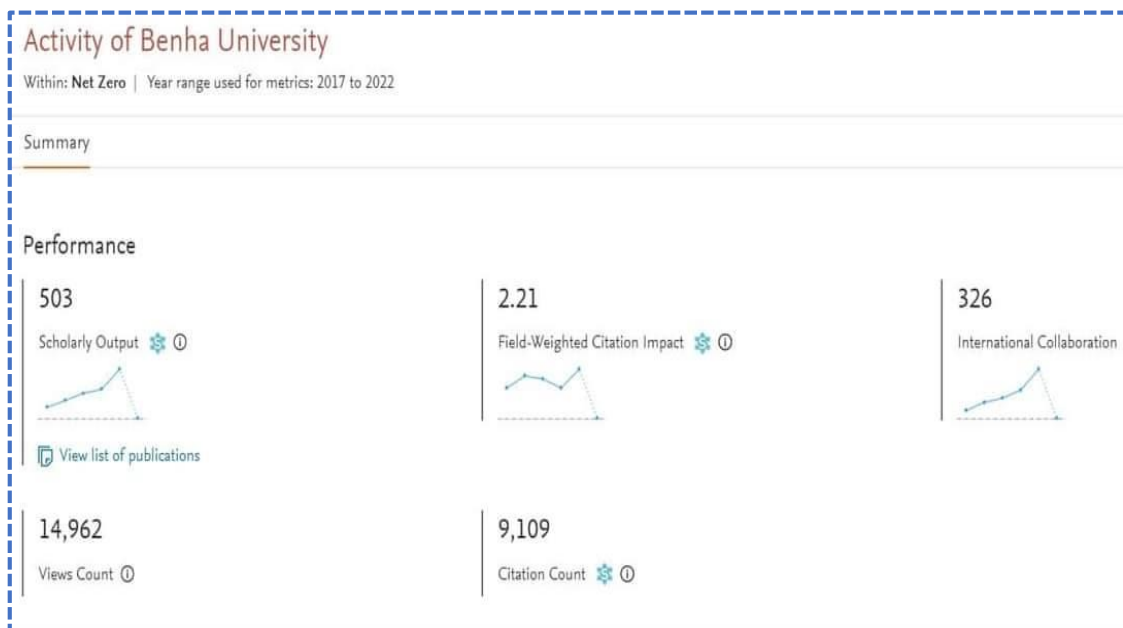 Activity of Benha University
Within: Net Zero | Year range used for metrics: 2017 to 2022
Summary
Performance
503
Scholarly Output
2.21
Field-Weighted Citation Impact
326
International Collaboration
View list of publications
14,962
Views Count
9,109
Citation Count